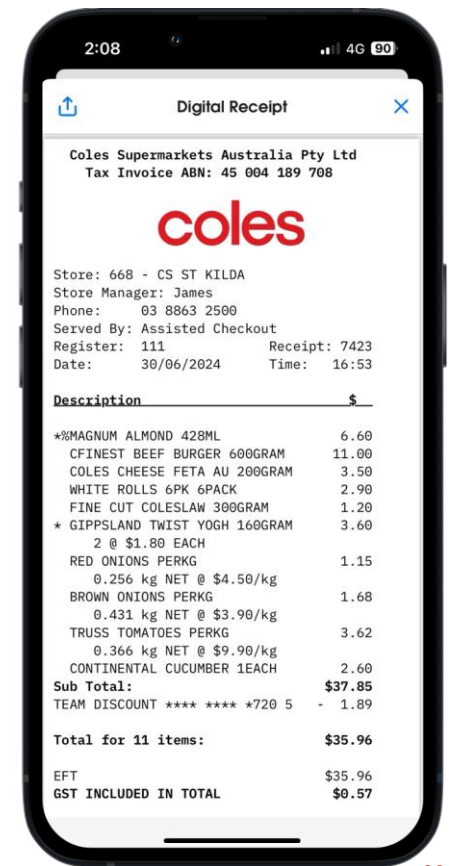 2:08 4G 90
Digital Receipt
Coles Supermarkets Australia Pty Ltd
Tax Invoice ABN: 45 004 189 708
coles
Store: 668 - CS ST KILDA
Store Manager: James
Phone: 03 8863 2500
Served By: Assisted Checkout
Register: 111 Receipt: 7423
Date: 30/06/2024 Time: 16:53
Description $
*%MAGNUM ALMOND 428ML 6.60
CFINEST BEEF BURGER 600GRAM 11.00
COLES CHEESE FETA AU 200GRAM 3.50
WHITE ROLLS 6PK 6PACK 2.90
FINE CUT COLESLAW 300GRAM 1.20
* GIPPSLAND TWIST YOGH 160GRAM 3.60
2 @ $1.80 EACH
RED ONIONS PERKG 1.15
0.256 kg NET @ $4.50/kg
BROWN ONIONS PERKG 1.68
0.431 kg NET @ $3.90/kg
TRUSS TOMATOES PERKG 3.62
0.366 kg NET @ $9.90/kg
CONTINENTAL CUCUMBER 1EACH 2.60
Sub Total: $37.85
TEAM DISCOUNT **** **** *720 5 - 1.89
Total for 11 items: $35.96
EFT $35.96
GST INCLUDED IN TOTAL $0.57